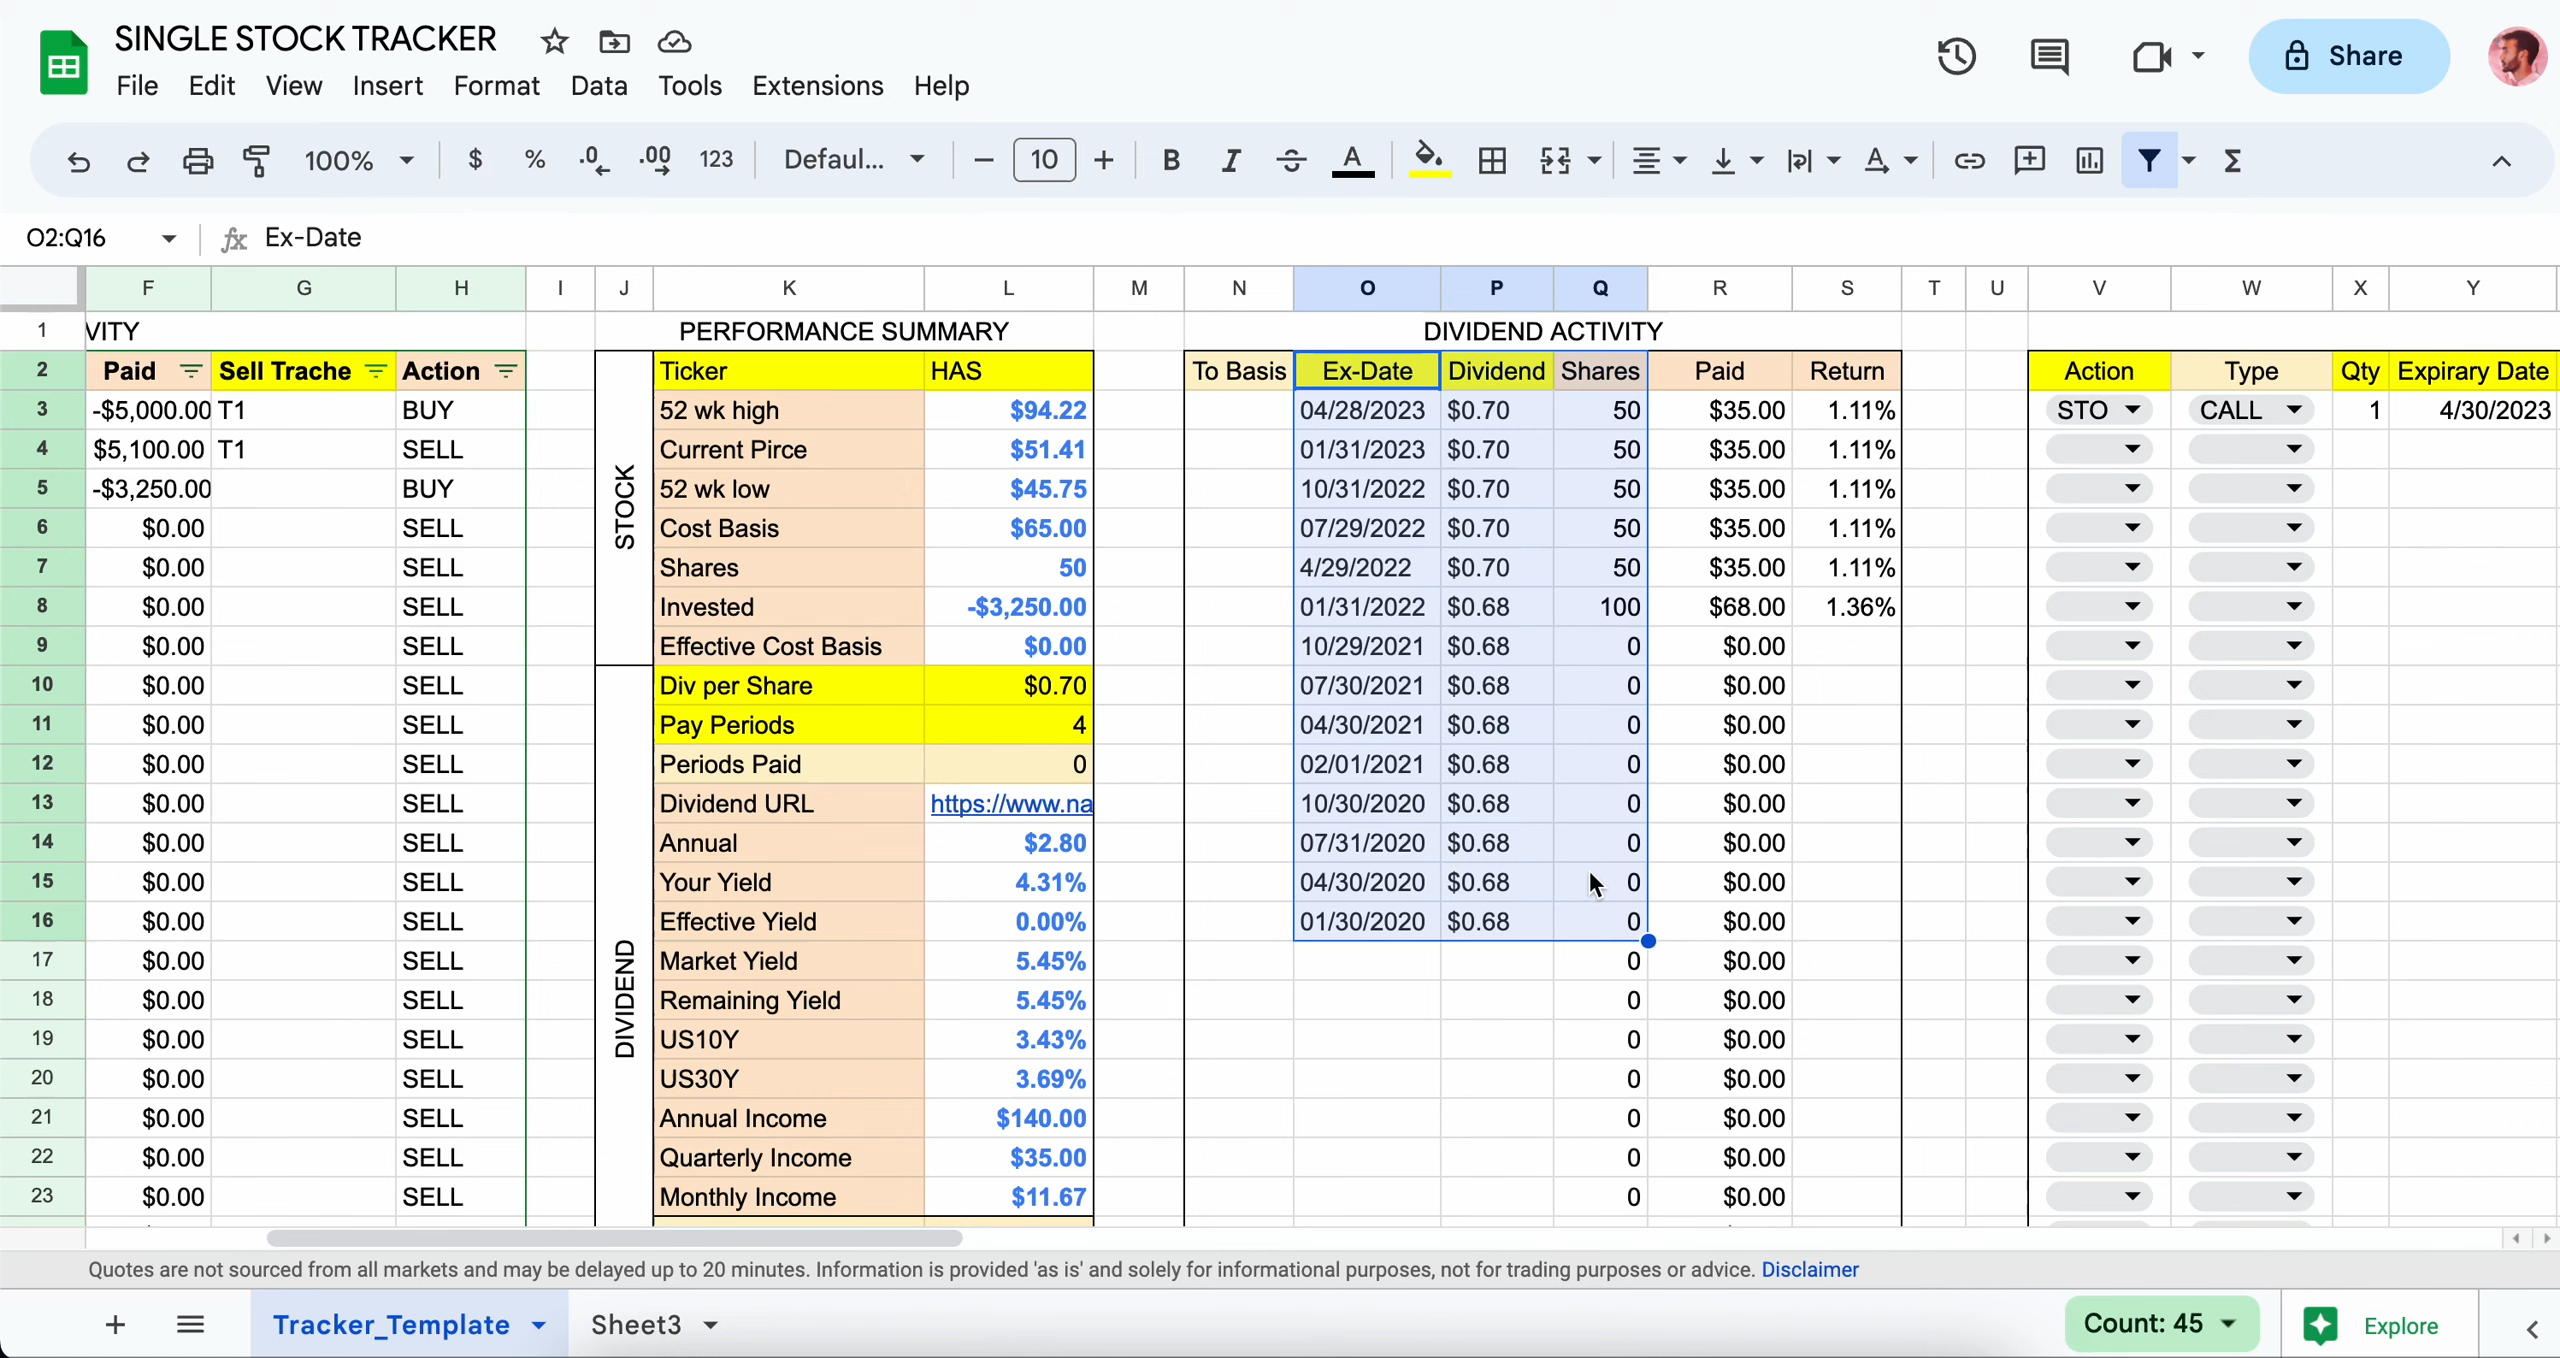 SINGLE STOCK TRACKER
File Edit View Insert Format Data Tools Extensions Help
Share
100% $ % .0 .00 123 Defaul... 10 B I S A Σ
O2:Q16 fx Ex-Date
F G H I J K L M N O P Q R S T U V W X Y
1 VITY PERFORMANCE SUMMARY DIVIDEND ACTIVITY
2 Paid Sell Trache Action Ticker HAS To Basis Ex-Date Dividend Shares Paid Return Action Type Qty Expirary Date
3 -$5,000.00 T1 BUY 52 wk high $94.22 04/28/2023 $0.70 50 $35.00 1.11% STO CALL 1 4/30/2023
4 $5,100.00 T1 SELL Current Pirce $51.41 01/31/2023 $0.70 50 $35.00 1.11%
5 -$3,250.00 BUY 52 wk low $45.75 10/31/2022 $0.70 50 $35.00 1.11%
STOCK
6 $0.00 SELL Cost Basis $65.00 07/29/2022 $0.70 50 $35.00 1.11%
7 $0.00 SELL Shares 50 4/29/2022 $0.70 50 $35.00 1.11%
8 $0.00 SELL Invested -$3,250.00 01/31/2022 $0.68 100 $68.00 1.36%
9 $0.00 SELL Effective Cost Basis $0.00 10/29/2021 $0.68 0 $0.00
10 $0.00 SELL Div per Share $0.70 07/30/2021 $0.68 0 $0.00
11 $0.00 SELL Pay Periods 4 04/30/2021 $0.68 0 $0.00
12 $0.00 SELL Periods Paid 0 02/01/2021 $0.68 0 $0.00
13 $0.00 SELL Dividend URL https://www.na 10/30/2020 $0.68 0 $0.00
14 $0.00 SELL Annual $2.80 07/31/2020 $0.68 0 $0.00
15 $0.00 SELL Your Yield 4.31% 04/30/2020 $0.68 0 $0.00
16 $0.00 SELL Effective Yield 0.00% 01/30/2020 $0.68 0 $0.00
17 $0.00 SELL Market Yield 5.45% 0 $0.00
DIVIDEND
18 $0.00 SELL Remaining Yield 5.45% 0 $0.00
19 $0.00 SELL US10Y 3.43% 0 $0.00
20 $0.00 SELL US30Y 3.69% 0 $0.00
21 $0.00 SELL Annual Income $140.00 0 $0.00
22 $0.00 SELL Quarterly Income $35.00 0 $0.00
23 $0.00 SELL Monthly Income $11.67 0 $0.00
Quotes are not sourced from all markets and may be delayed up to 20 minutes. Information is provided 'as is' and solely for informational purposes, not for trading purposes or advice. Disclaimer
Tracker_Template Sheet3 Count: 45 Explore